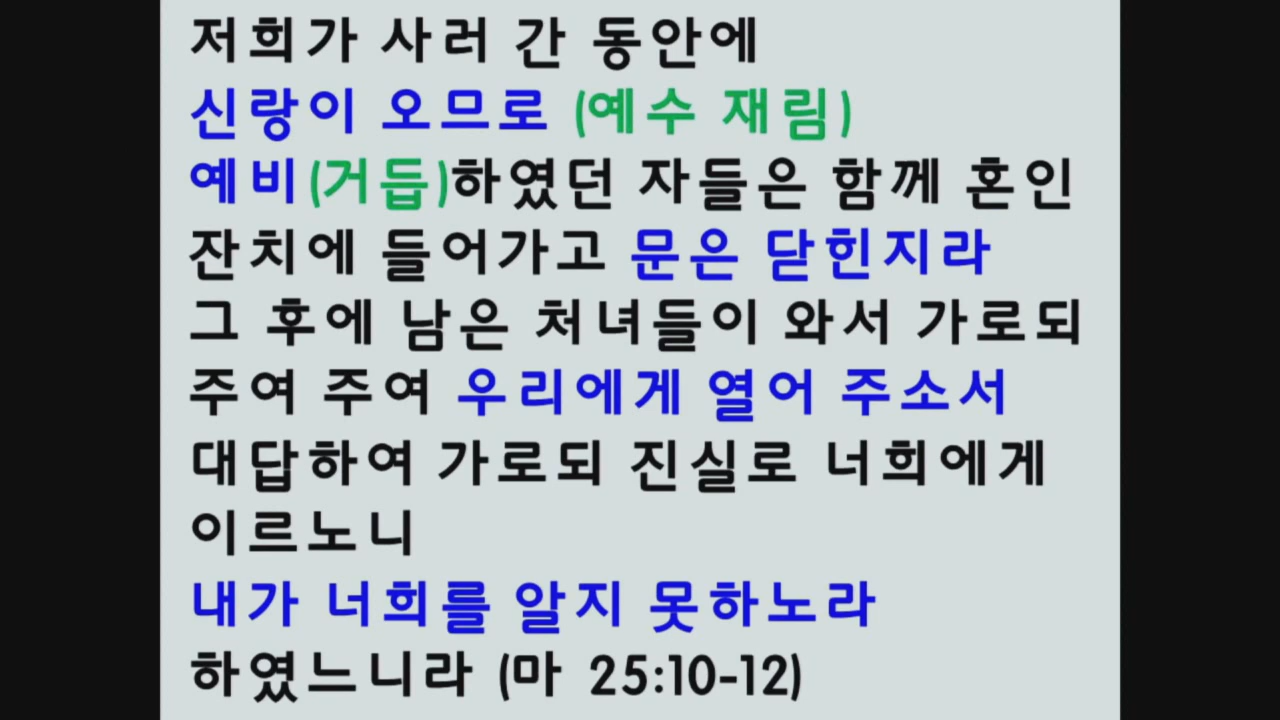 저희가 사러 간 동안에
신랑이 오므로 (예수 재림)
예비(거듭)하였던 자들은 함께 혼인
잔치에 들어가고 문은 닫힌지라
그 후에 남은 처녀들이 와서 가로되
주여 주여 우리에게 열어 주소서
대답하여 가로되 진실로 너희에게
이르노니
내가 너희를 알지 못하노라
하였느니라 (마 25:10-12)